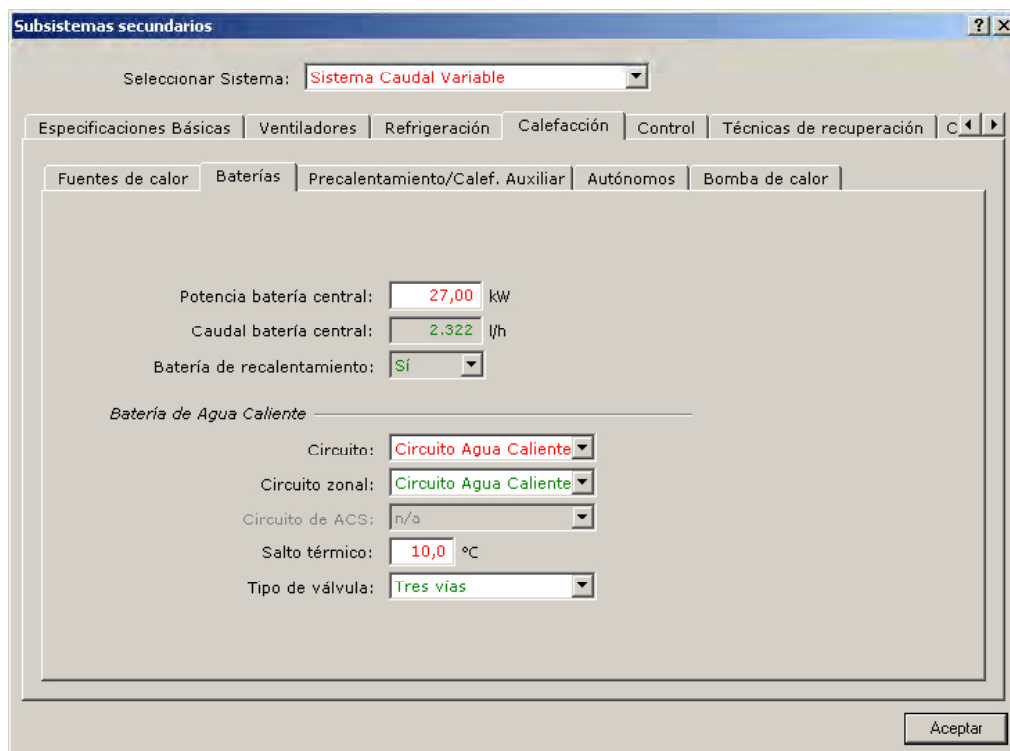 Subsistemas secundarios
Seleccionar Sistema: Sistema Caudal Variable
Especificaciones Básicas Ventiladores Refrigeración Calefacción Control Técnicas de recuperación C
Fuentes de calor Baterías Precalentamiento/Calef. Auxiliar Autónomos Bomba de calor
Potencia batería central: 27,00 kW
Caudal batería central: 2.322 l/h
Batería de recalentamiento: Sí
Batería de Agua Caliente
Circuito: Circuito Agua Caliente
Circuito zonal: Circuito Agua Caliente
Circuito de ACS: n/a
Salto térmico: 10,0 ºC
Tipo de válvula: Tres vías
Aceptar